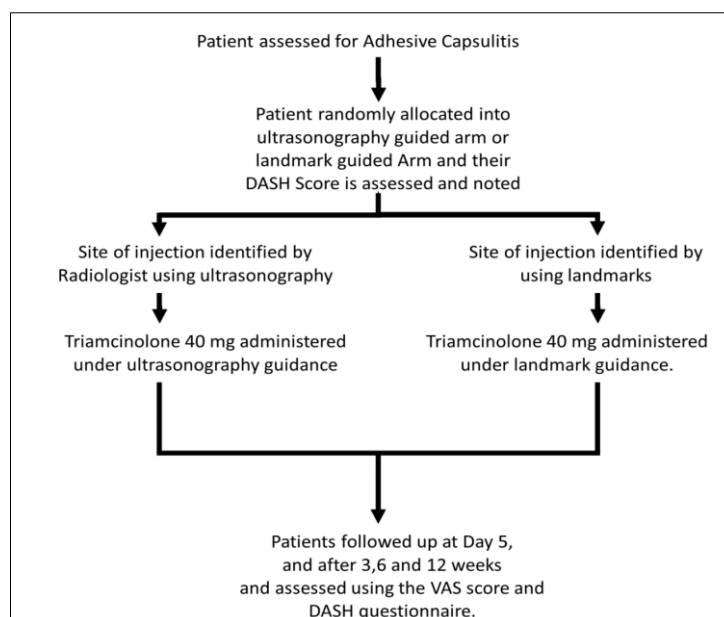 Patient assessed for Adhesive Capsulitis
Patient randomly allocated into
ultrasonography guided arm or
landmark guided Arm and their
DASH Score is assessed and noted
Site of injection identified by
Radiologist using ultrasonography
Site of injection identified by
using landmarks
Triamcinolone 40 mg administered
under ultrasonography guidance
Triamcinolone 40 mg administered
under landmark guidance.
Patients followed up at Day 5,
and after 3,6 and 12 weeks
and assessed using the VAS score and
DASH questionnaire.